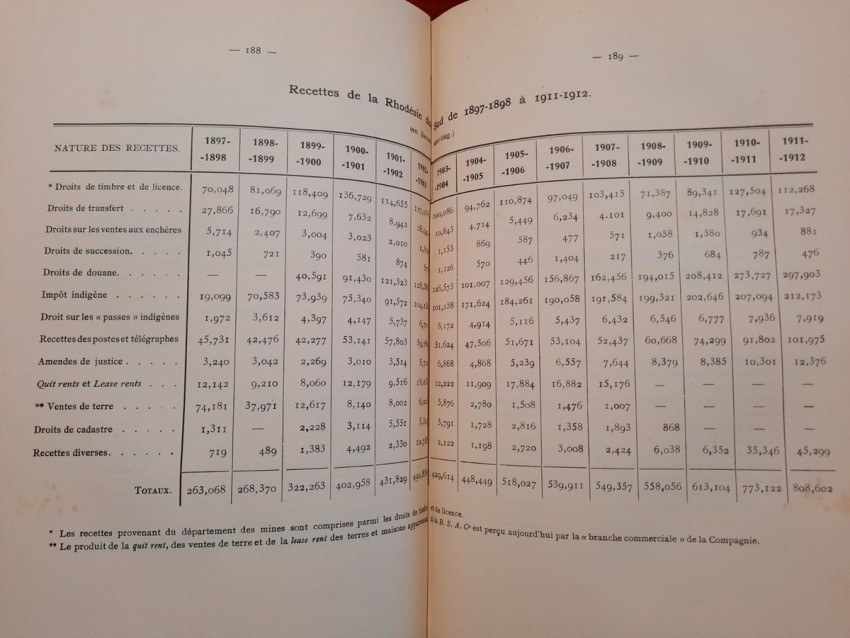 — 188 —
— 189 —
Recettes de la Rhodésie du Sud de 1897-1898 à 1911-1912.
(en livres sterling.)
NATURE DES RECETTES. 1897-1898 1898-1899 1899-1900 1900-1901 1901-1902 1902-1903 1903-1904 1904-1905 1905-1906 1906-1907 1907-1908 1908-1909 1909-1910 1910-1911 1911-1912
* Droits de timbre et de licence. 70,048 81,069 118,409 136,729 114,655 94,762 110,874 97,049 103,415 71,387 89,341 127,504 112,268
Droits de transfert . . . . . 27,866 16,790 12,699 7,632 8,942 10,843 4,714 5,449 6,234 4,101 9,400 14,828 17,691 17,327
Droits sur les ventes aux enchères 5,714 2,407 3,004 3,023 2,010 1,153 869 587 477 571 1,058 1,380 934 881
Droits de succession. . . . . 1,045 721 390 581 874 1,126 570 446 1,404 217 376 684 787 476
Droits de douane. . . . . . — — 40,591 91,430 121,323 126,573 101,007 129,456 156,867 162,456 194,015 208,412 273,727 297,903
Impôt indigène . . . . . . 19,099 70,583 73,939 75,340 91,572 101,158 171,624 184,261 190,058 191,584 199,321 202,646 207,094 212,173
Droit sur les « passes » indigènes 1,972 3,612 4,397 4,147 5,737 6,172 4,914 5,116 5,437 6,432 6,546 6,777 7,936 7,919
Recettes des postes et télégraphes 45,731 42,476 42,277 53,141 57,803 51,624 47,506 51,671 53,104 52,437 60,668 74,299 91,802 101,975
Amendes de justice. . . . . 3,240 3,042 2,269 3,010 3,514 6,868 4,868 5,239 6,557 7,644 8,379 8,385 10,301 12,376
Quit rents et Lease rents . . . 12,142 9,210 8,060 12,179 9,516 12,222 11,909 17,884 16,882 15,176 — — — —
** Ventes de terre . . . . . 74,181 37,971 12,617 8,140 8,002 5,876 2,780 1,508 1,476 1,007 — — — —
Droits de cadastre . . . . . 1,311 — 2,228 3,114 5,551 3,791 1,728 2,816 1,358 1,893 868 — — —
Recettes diverses. . . . . . 719 489 1,383 4,492 2,330 2,122 1,198 2,720 3,008 2,424 6,038 6,352 35,346 45,299
TOTAUX. 263,068 268,370 322,263 402,958 431,829 429,614 448,449 518,027 539,911 549,357 558,056 613,104 773,122 808,602
* Les recettes provenant du département des mines sont comprises parmi les droits de timbre et de licence.
** Le produit de la quit rent, des ventes de terre et de la lease rent des terres et maisons appartenant à la B. S. A. Cº est perçu aujourd'hui par la « branche commerciale » de la Compagnie.